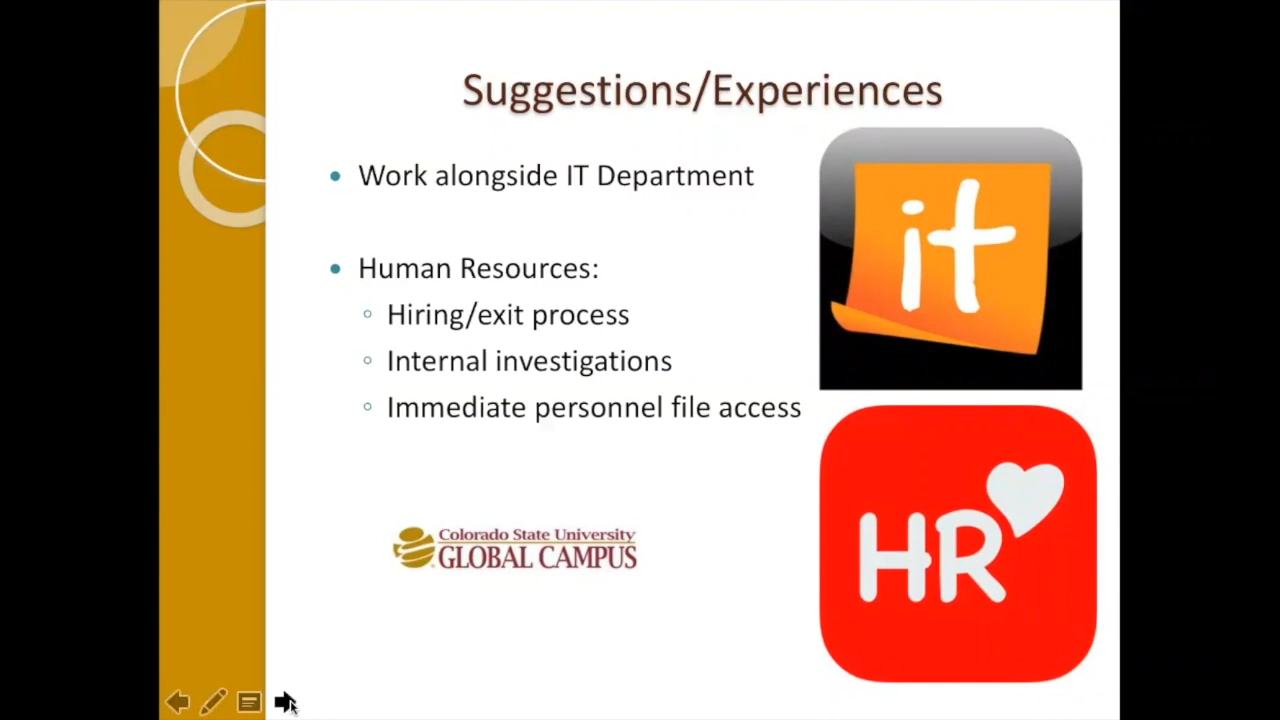 Suggestions/Experiences
Work alongside IT Department
Human Resources:
Hiring/exit process
Internal investigations
Immediate personnel file access
it
HR
Colorado State University
GLOBAL CAMPUS